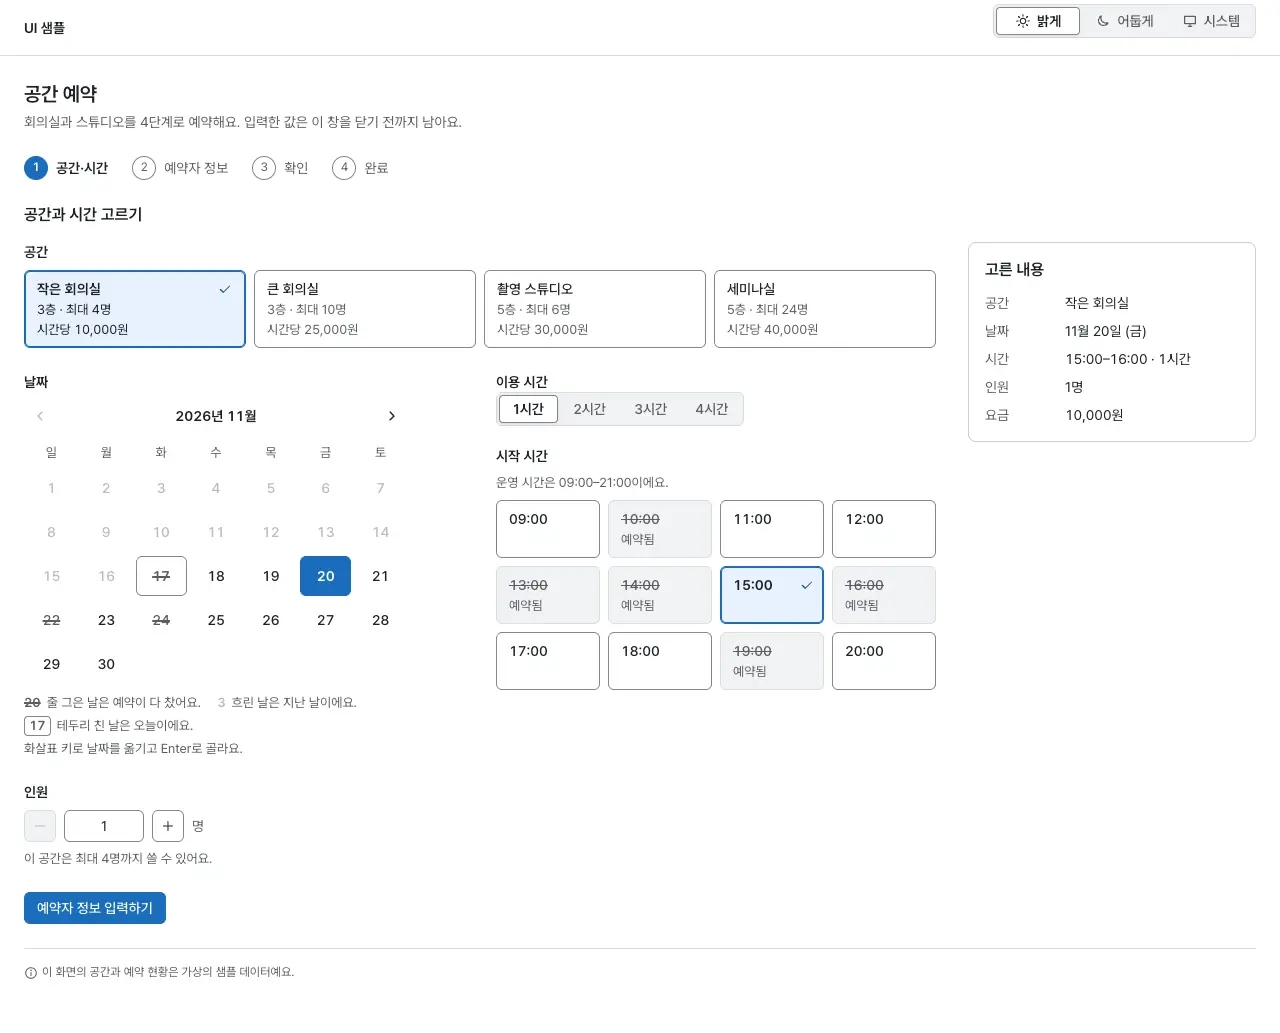 UI 샘플
밝게 어둡게 시스템
공간 예약
회의실과 스튜디오를 4단계로 예약해요. 입력한 값은 이 창을 닫기 전까지 남아요.
1 공간·시간 2 예약자 정보 3 확인 4 완료
공간과 시간 고르기
공간
작은 회의실
3층 · 최대 4명
시간당 10,000원
큰 회의실
3층 · 최대 10명
시간당 25,000원
촬영 스튜디오
5층 · 최대 6명
시간당 30,000원
세미나실
5층 · 최대 24명
시간당 40,000원
날짜
2026년 11월
일 월 화 수 목 금 토
1 2 3 4 5 6 7
8 9 10 11 12 13 14
15 16 17 18 19 20 21
22 23 24 25 26 27 28
29 30
20 줄 그은 날은 예약이 다 찼어요. 3 흐린 날은 지난 날이에요.
17 테두리 친 날은 오늘이에요.
화살표 키로 날짜를 옮기고 Enter로 골라요.
이용 시간
1시간 2시간 3시간 4시간
시작 시간
운영 시간은 09:00–21:00이에요.
09:00
10:00
예약됨
11:00
12:00
13:00
예약됨
14:00
예약됨
15:00
16:00
예약됨
17:00
18:00
19:00
예약됨
20:00
인원
1 명
이 공간은 최대 4명까지 쓸 수 있어요.
예약자 정보 입력하기
고른 내용
공간 작은 회의실
날짜 11월 20일 (금)
시간 15:00–16:00 · 1시간
인원 1명
요금 10,000원
이 화면의 공간과 예약 현황은 가상의 샘플 데이터예요.